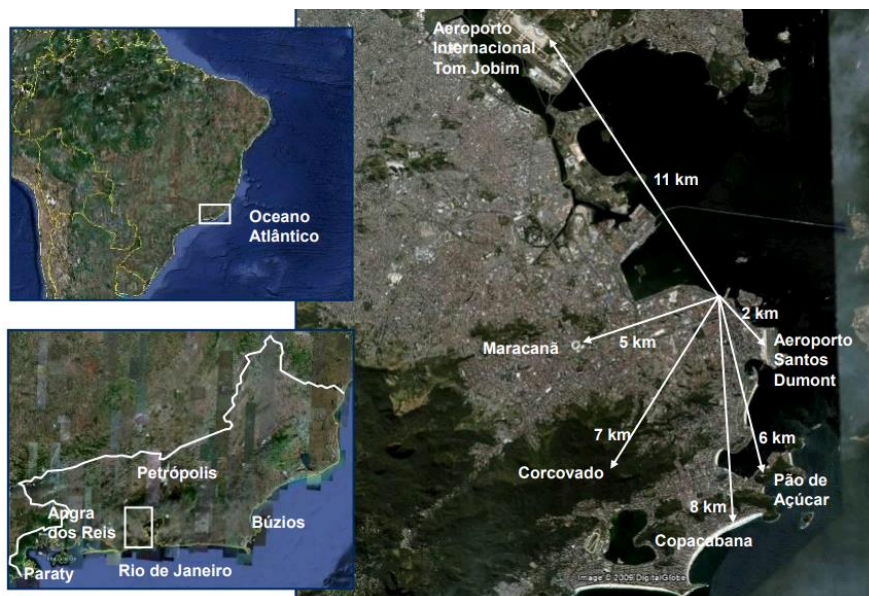 Oceano
Atlântico
Petrópolis
Angra
dos Reis
Búzios
Paraty
Rio de Janeiro
Aeroporto
Internacional
Tom Jobim
11 km
2 km
Aeroporto
Santos
Dumont
Maracanã
5 km
7 km
6 km
Corcovado
Pão de
Açúcar
8 km
Copacabana
Image © 2009 DigitalGlobe